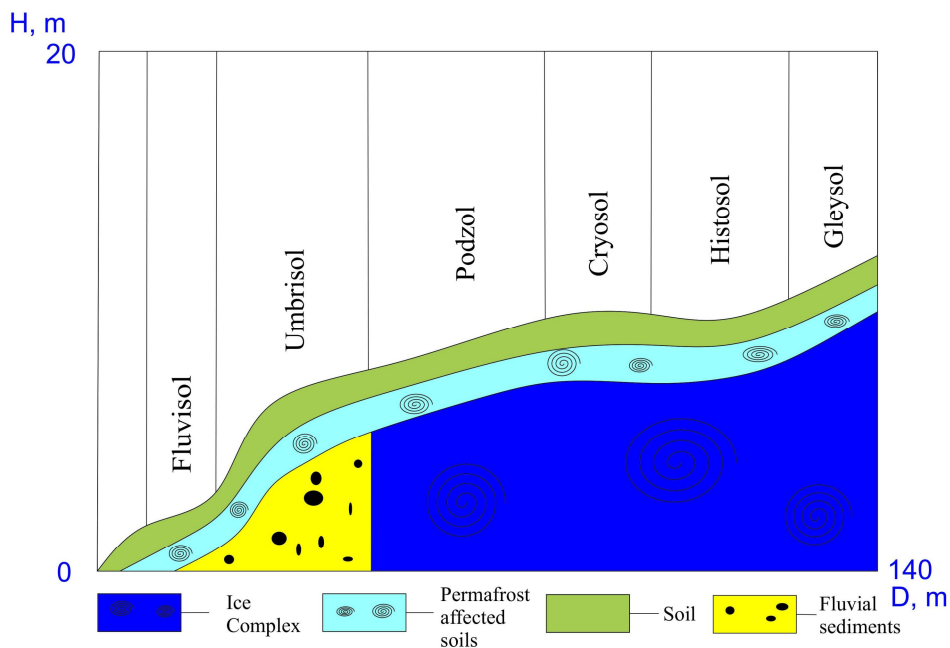 H, m
20
Fluvisol
Umbrisol
Podzol
Cryosol
Histosol
Gleysol
0
140
D, m
Ice
Complex
Permafrost
affected
soils
Soil
Fluvial
sediments